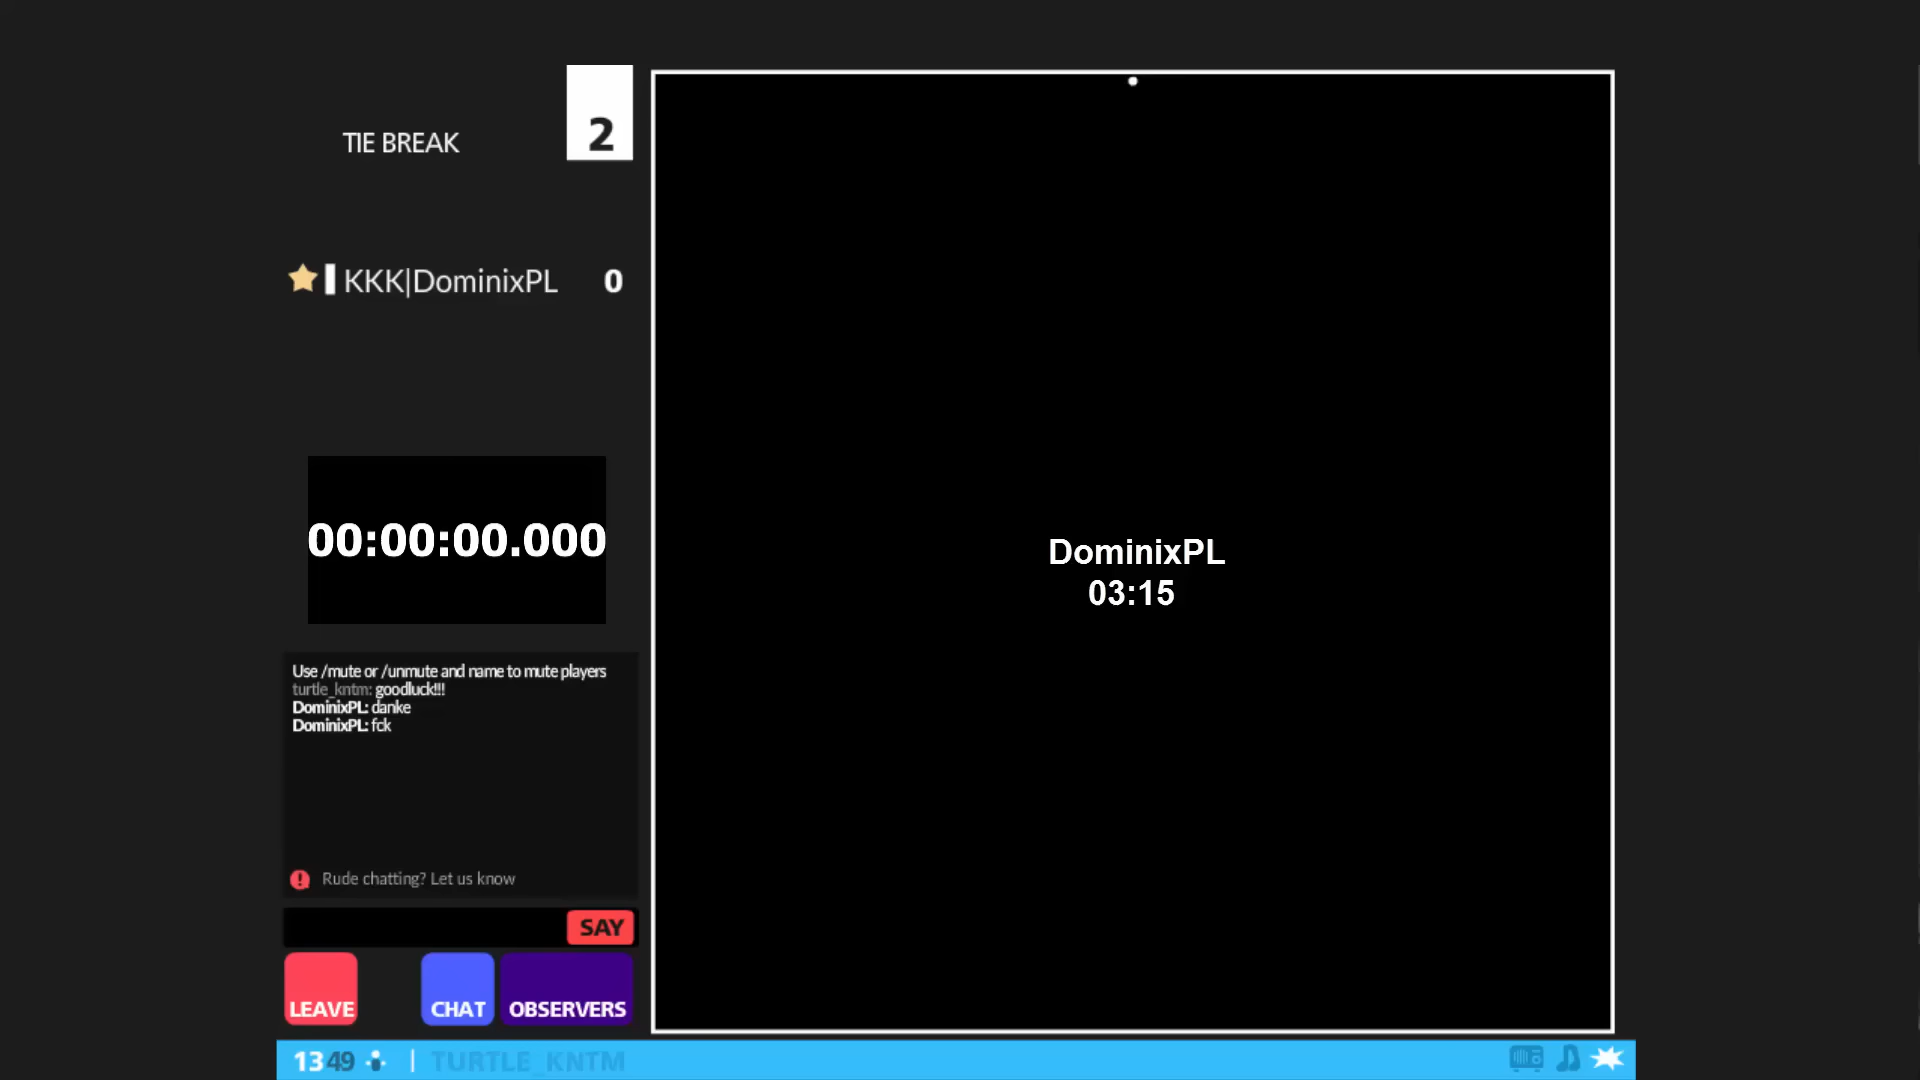 TIE BREAK
2
KKK|DominixPL 0
00:00:00.000
DominixPL
03:15
Use /mute or /unmute and name to mute players
turtle_kntm: goodluck!!!
DominixPL: danke
DominixPL: fck
Rude chatting? Let us know
SAY
LEAVE
CHAT
OBSERVERS
1349 | TURTLE_KNTM